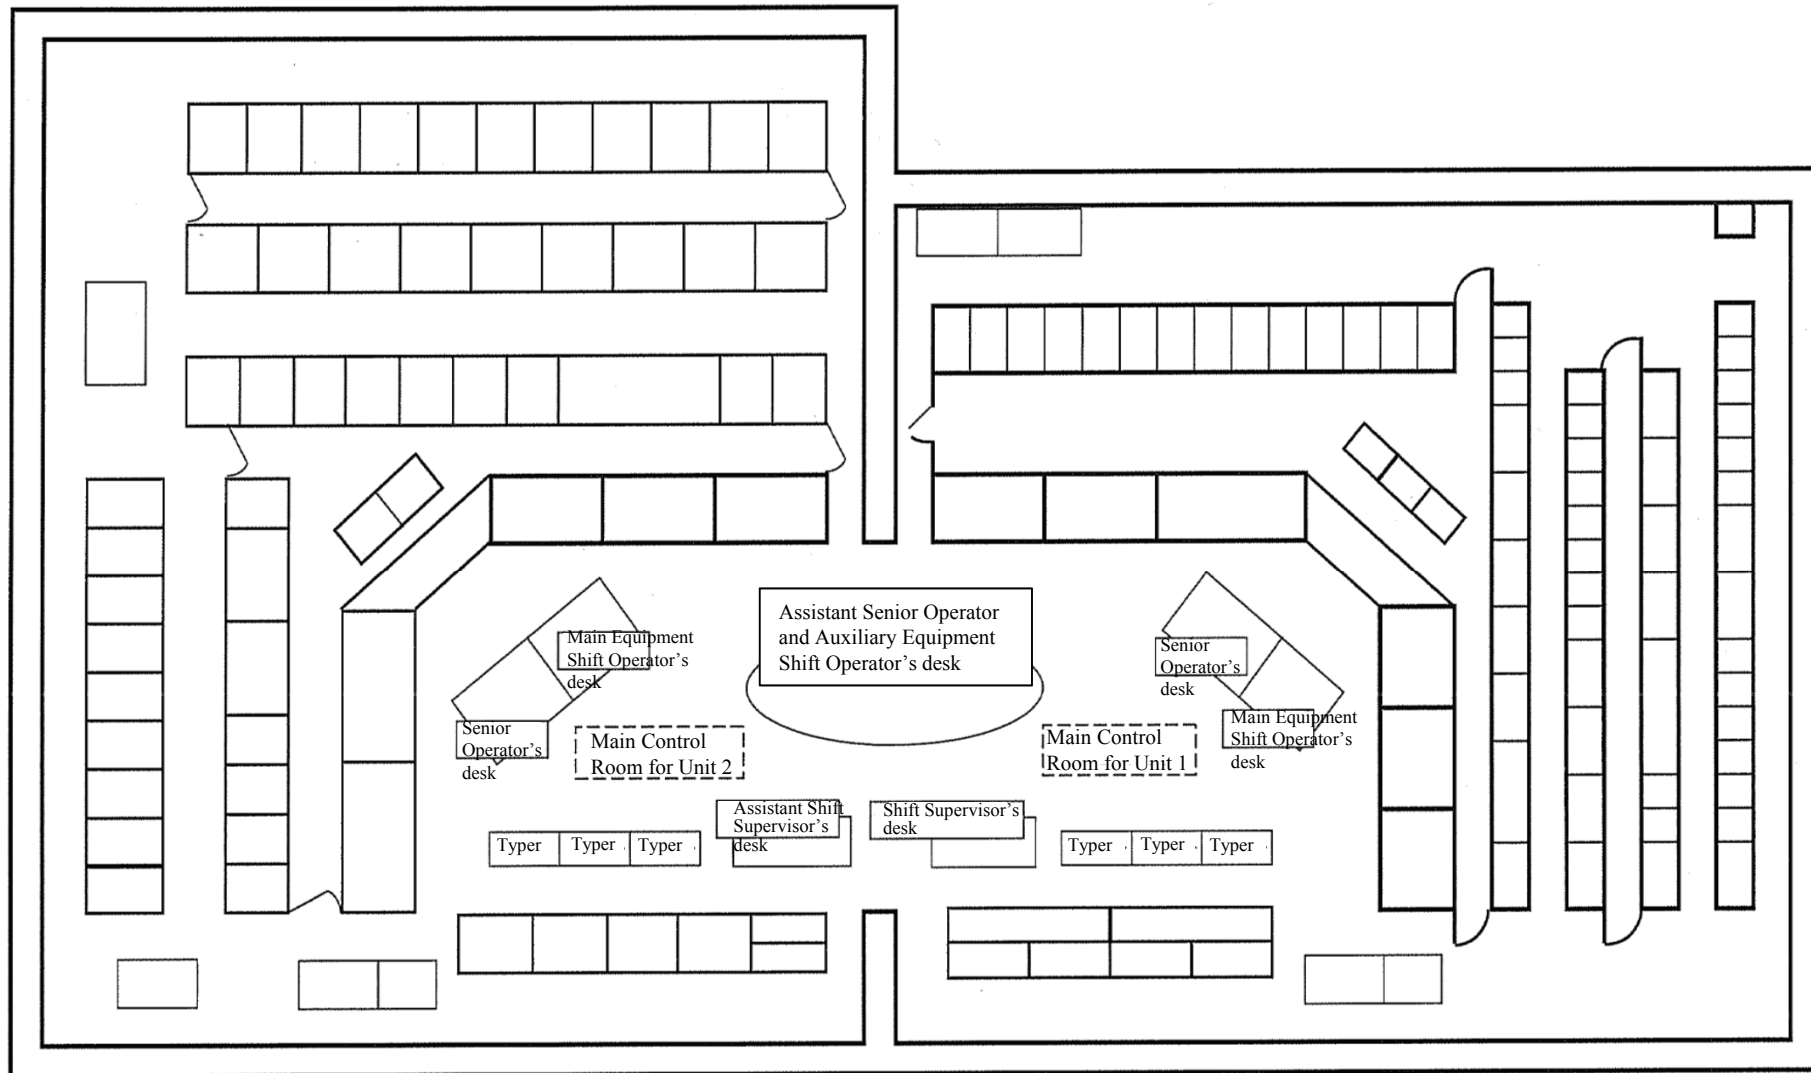 Assistant Senior Operator
and Auxiliary Equipment
Shift Operator's desk
Main Equipment
Shift Operator's
desk
Senior
Operator's
desk
Senior
Operator's
desk
Main Equipment
Shift Operator's
desk
Main Control
Room for Unit 2
Main Control
Room for Unit 1
Assistant Shift
Supervisor's
desk
Shift Supervisor's
desk
Typer
Typer
Typer
Typer
Typer
Typer